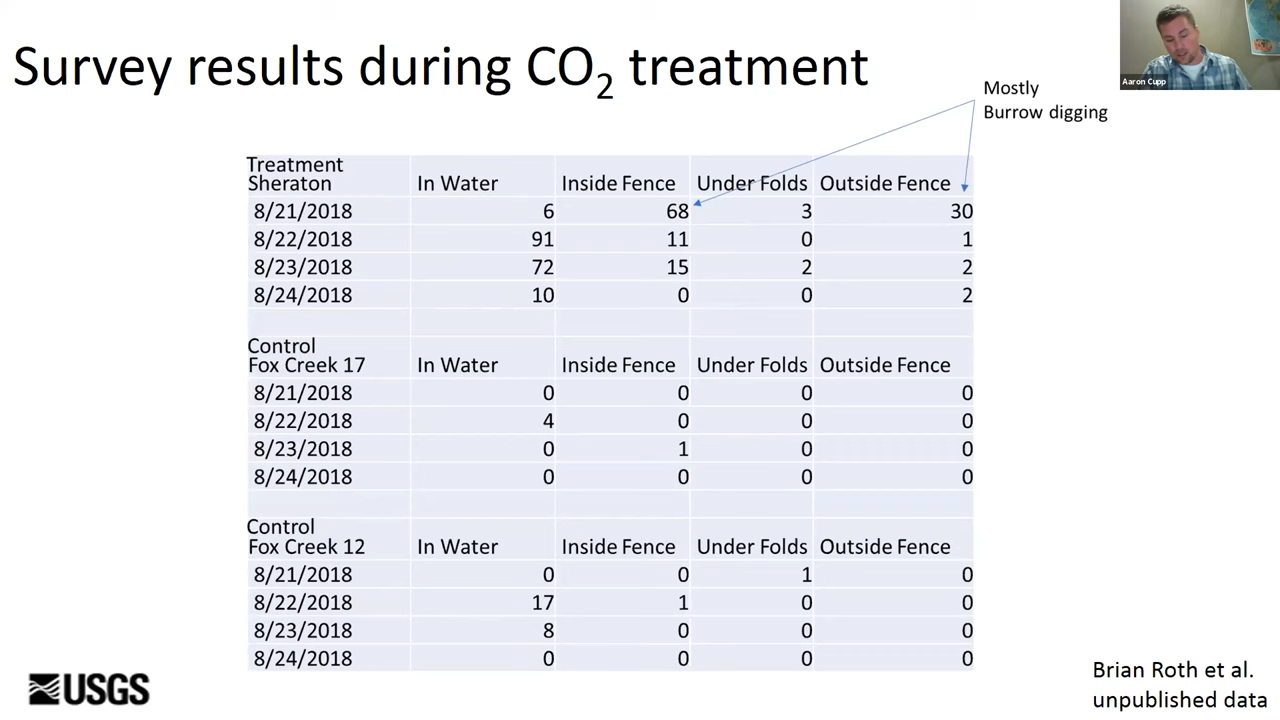 Survey results during CO2 treatment
Aaron Cupp
Mostly
Burrow digging
Treatment
Sheraton In Water Inside Fence Under Folds Outside Fence
8/21/2018 6 68 3 30
8/22/2018 91 11 0 1
8/23/2018 72 15 2 2
8/24/2018 10 0 0 2
Control
Fox Creek 17 In Water Inside Fence Under Folds Outside Fence
8/21/2018 0 0 0 0
8/22/2018 4 0 0 0
8/23/2018 0 1 0 0
8/24/2018 0 0 0 0
Control
Fox Creek 12 In Water Inside Fence Under Folds Outside Fence
8/21/2018 0 0 1 0
8/22/2018 17 1 0 0
8/23/2018 8 0 0 0
8/24/2018 0 0 0 0
USGS
Brian Roth et al.
unpublished data